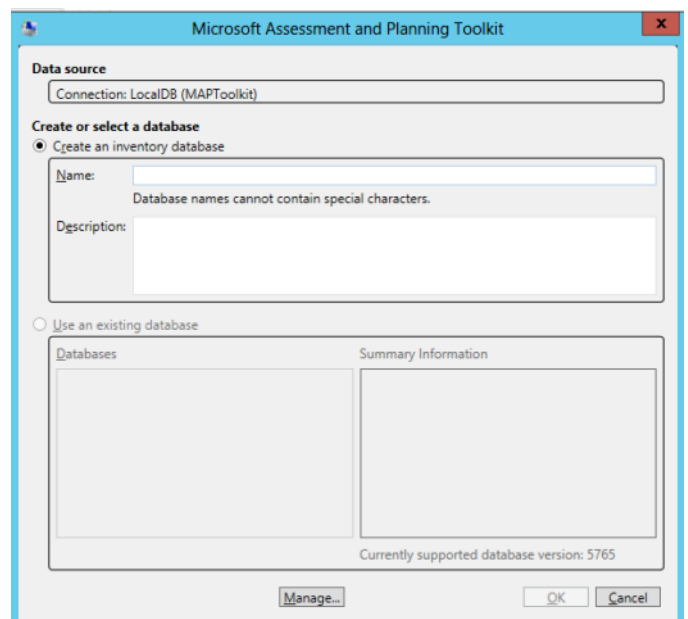 Microsoft Assessment and Planning Toolkit
x
Data source
Connection: LocalDB (MAPToolkit)
Create or select a database
Create an inventory database
Name:
Database names cannot contain special characters.
Description:
Use an existing database
Databases
Summary Information
Currently supported database version: 5765
Manage...
OK
Cancel